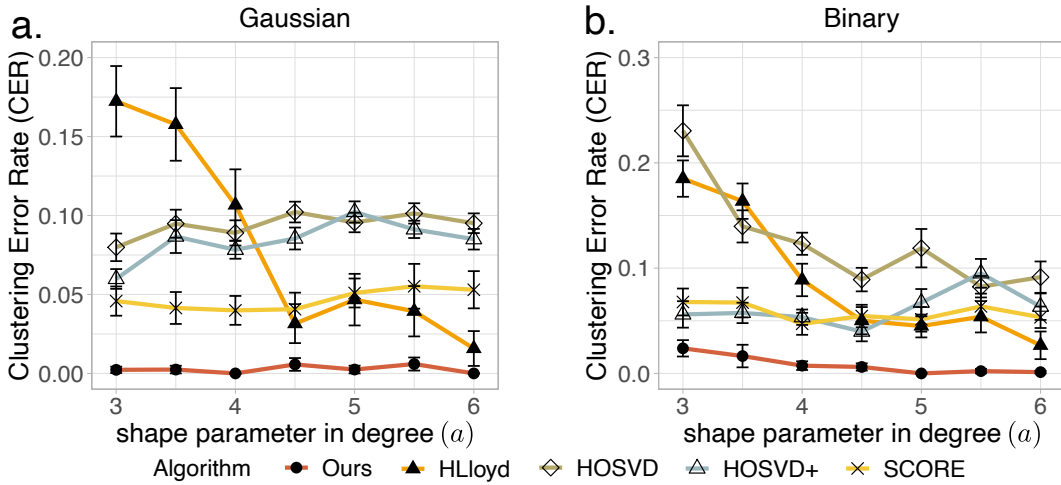 a.
Gaussian
Clustering Error Rate (CER)
0.20
0.15
0.10
0.05
0.00
3 4 5 6
shape parameter in degree (a)
b.
Binary
Clustering Error Rate (CER)
0.3
0.2
0.1
0.0
3 4 5 6
shape parameter in degree (a)
Algorithm Ours HLloyd HOSVD HOSVD+ SCORE